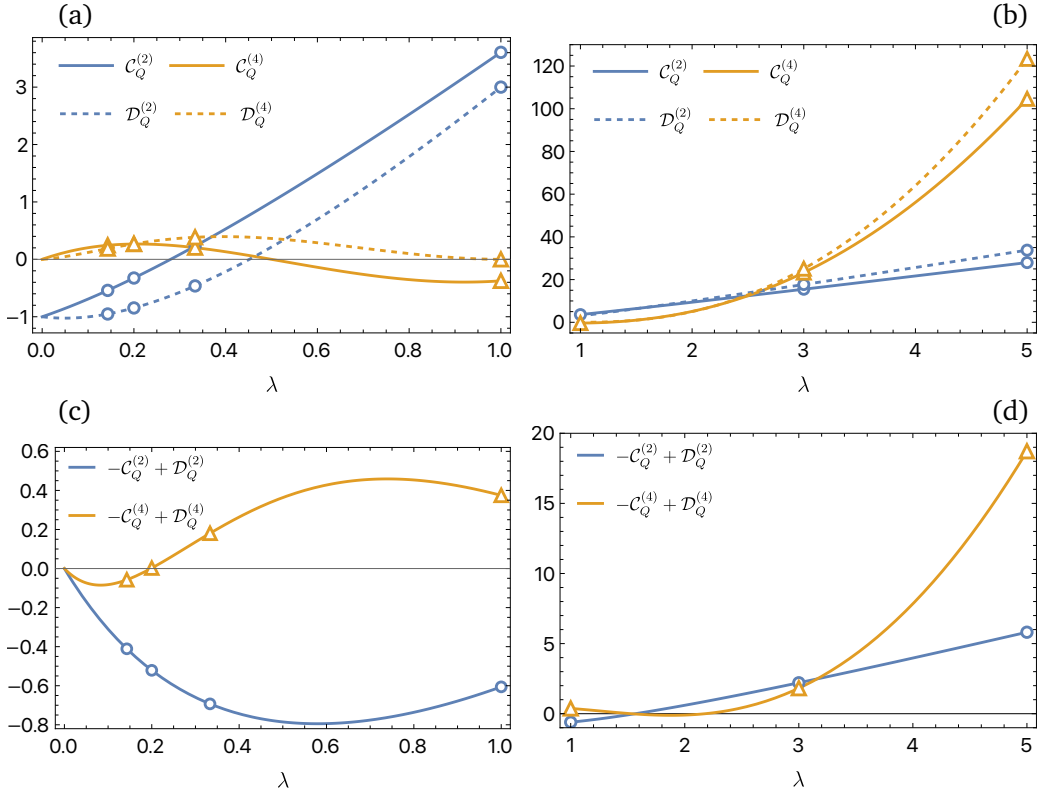 (a)
(b)
𝒞_Q^(2) 𝒞_Q^(4)
𝒟_Q^(2) 𝒟_Q^(4)
3
2
1
0
−1
0.0 0.2 0.4 0.6 0.8 1.0
λ
𝒞_Q^(2) 𝒞_Q^(4)
𝒟_Q^(2) 𝒟_Q^(4)
120
100
80
60
40
20
0
1 2 3 4 5
λ
(c)
(d)
−𝒞_Q^(2) + 𝒟_Q^(2)
−𝒞_Q^(4) + 𝒟_Q^(4)
0.6
0.4
0.2
0.0
−0.2
−0.4
−0.6
−0.8
0.0 0.2 0.4 0.6 0.8 1.0
λ
−𝒞_Q^(2) + 𝒟_Q^(2)
−𝒞_Q^(4) + 𝒟_Q^(4)
20
15
10
5
0
1 2 3 4 5
λ